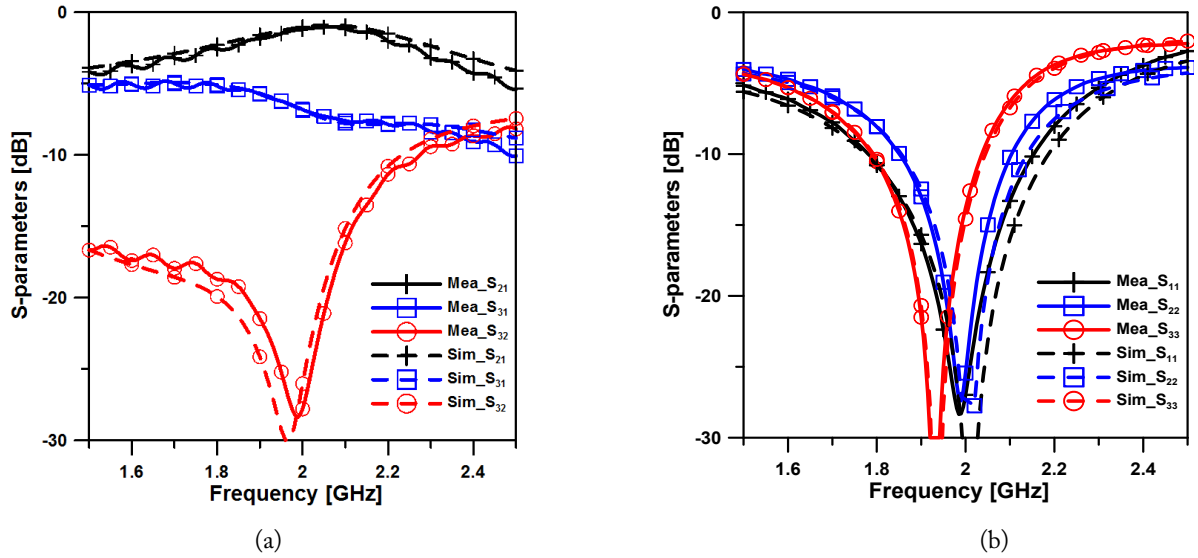 0
-10
-20
-30
S-parameters [dB]
1.6 1.8 2 2.2 2.4
Frequency [GHz]
Mea_S21
Mea_S31
Mea_S32
Sim_S21
Sim_S31
Sim_S32
(a)
0
-10
-20
-30
S-parameters [dB]
1.6 1.8 2 2.2 2.4
Frequency [GHz]
Mea_S11
Mea_S22
Mea_S33
Sim_S11
Sim_S22
Sim_S33
(b)